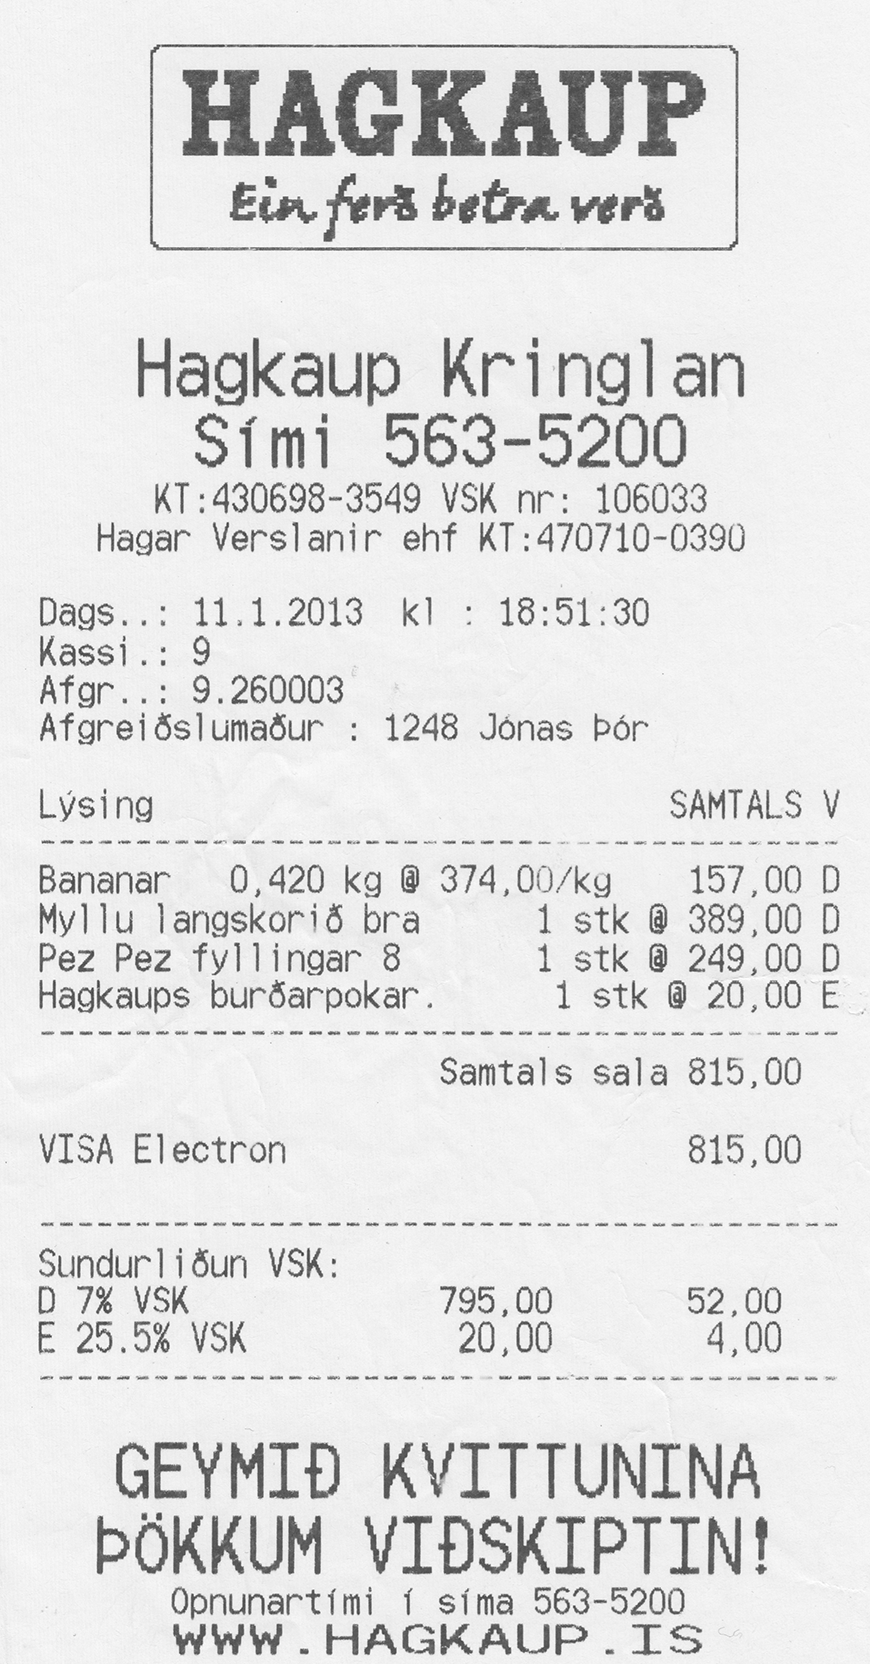 HAGKAUP
Ein ferð betra verð
Hagkaup Kringlan
Sími 563-5200
KT:430698-3549 VSK nr: 106033
Hagar Verslanir ehf KT:470710-0390
Dags..: 11.1.2013 kl : 18:51:30
Kassi.: 9
Afgr..: 9.260003
Afgreiðslumaður : 1248 Jónas Þór
Lýsing SAMTALS V
Bananar 0,420 kg @ 374,00/kg 157,00 D
Myllu langskorið bra 1 stk @ 389,00 D
Pez Pez fyllingar 8 1 stk @ 249,00 D
Hagkaups burðarpokar. 1 stk @ 20,00 E
Samtals sala 815,00
VISA Electron 815,00
Sundurliðun VSK:
D 7% VSK 795,00 52,00
E 25.5% VSK 20,00 4,00
GEYMIÐ KVITTUNINA
ÞÖKKUM VIÐSKIPTIN!
Opnunartími í síma 563-5200
WWW.HAGKAUP.IS